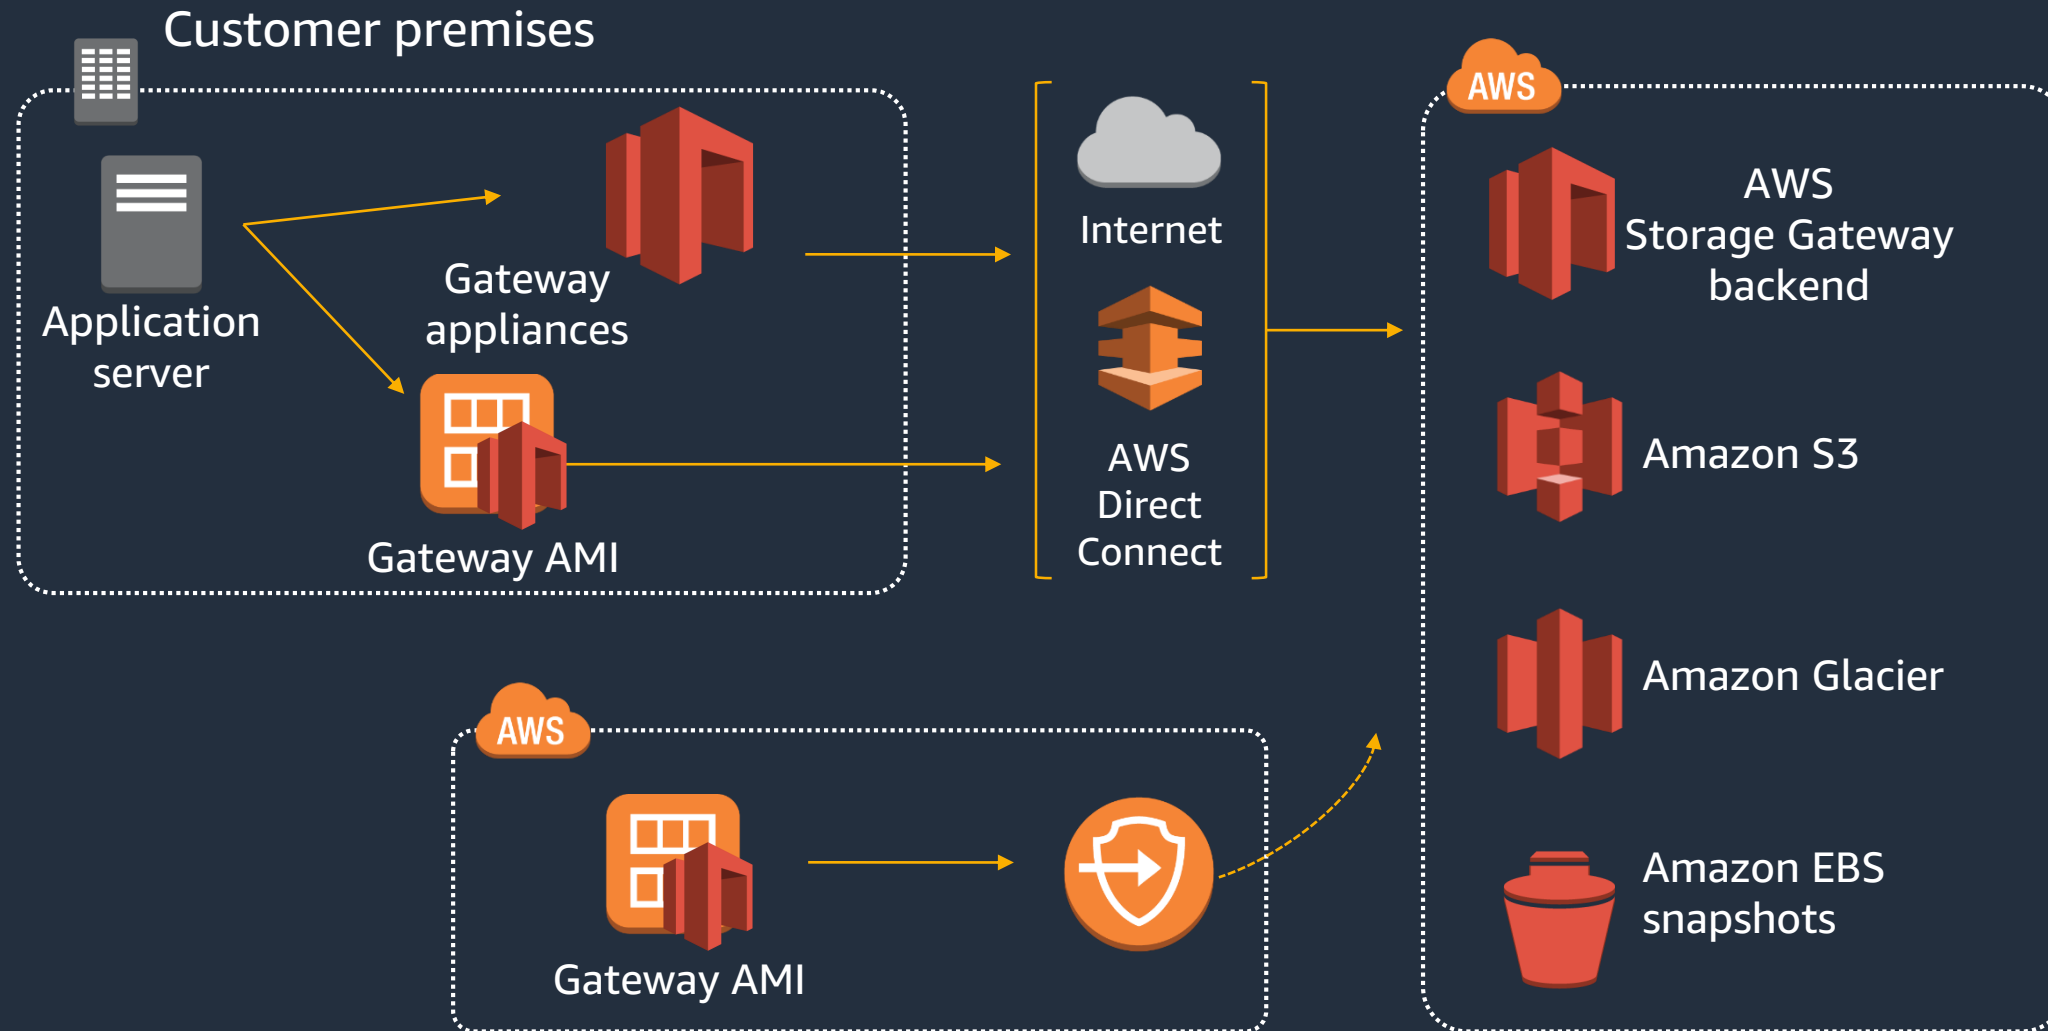 Customer premises
Application
server
Gateway
appliances
Gateway AMI
Internet
AWS
Direct
Connect
AWS
AWS
Storage Gateway
backend
Amazon S3
Amazon Glacier
Amazon EBS
snapshots
AWS
Gateway AMI